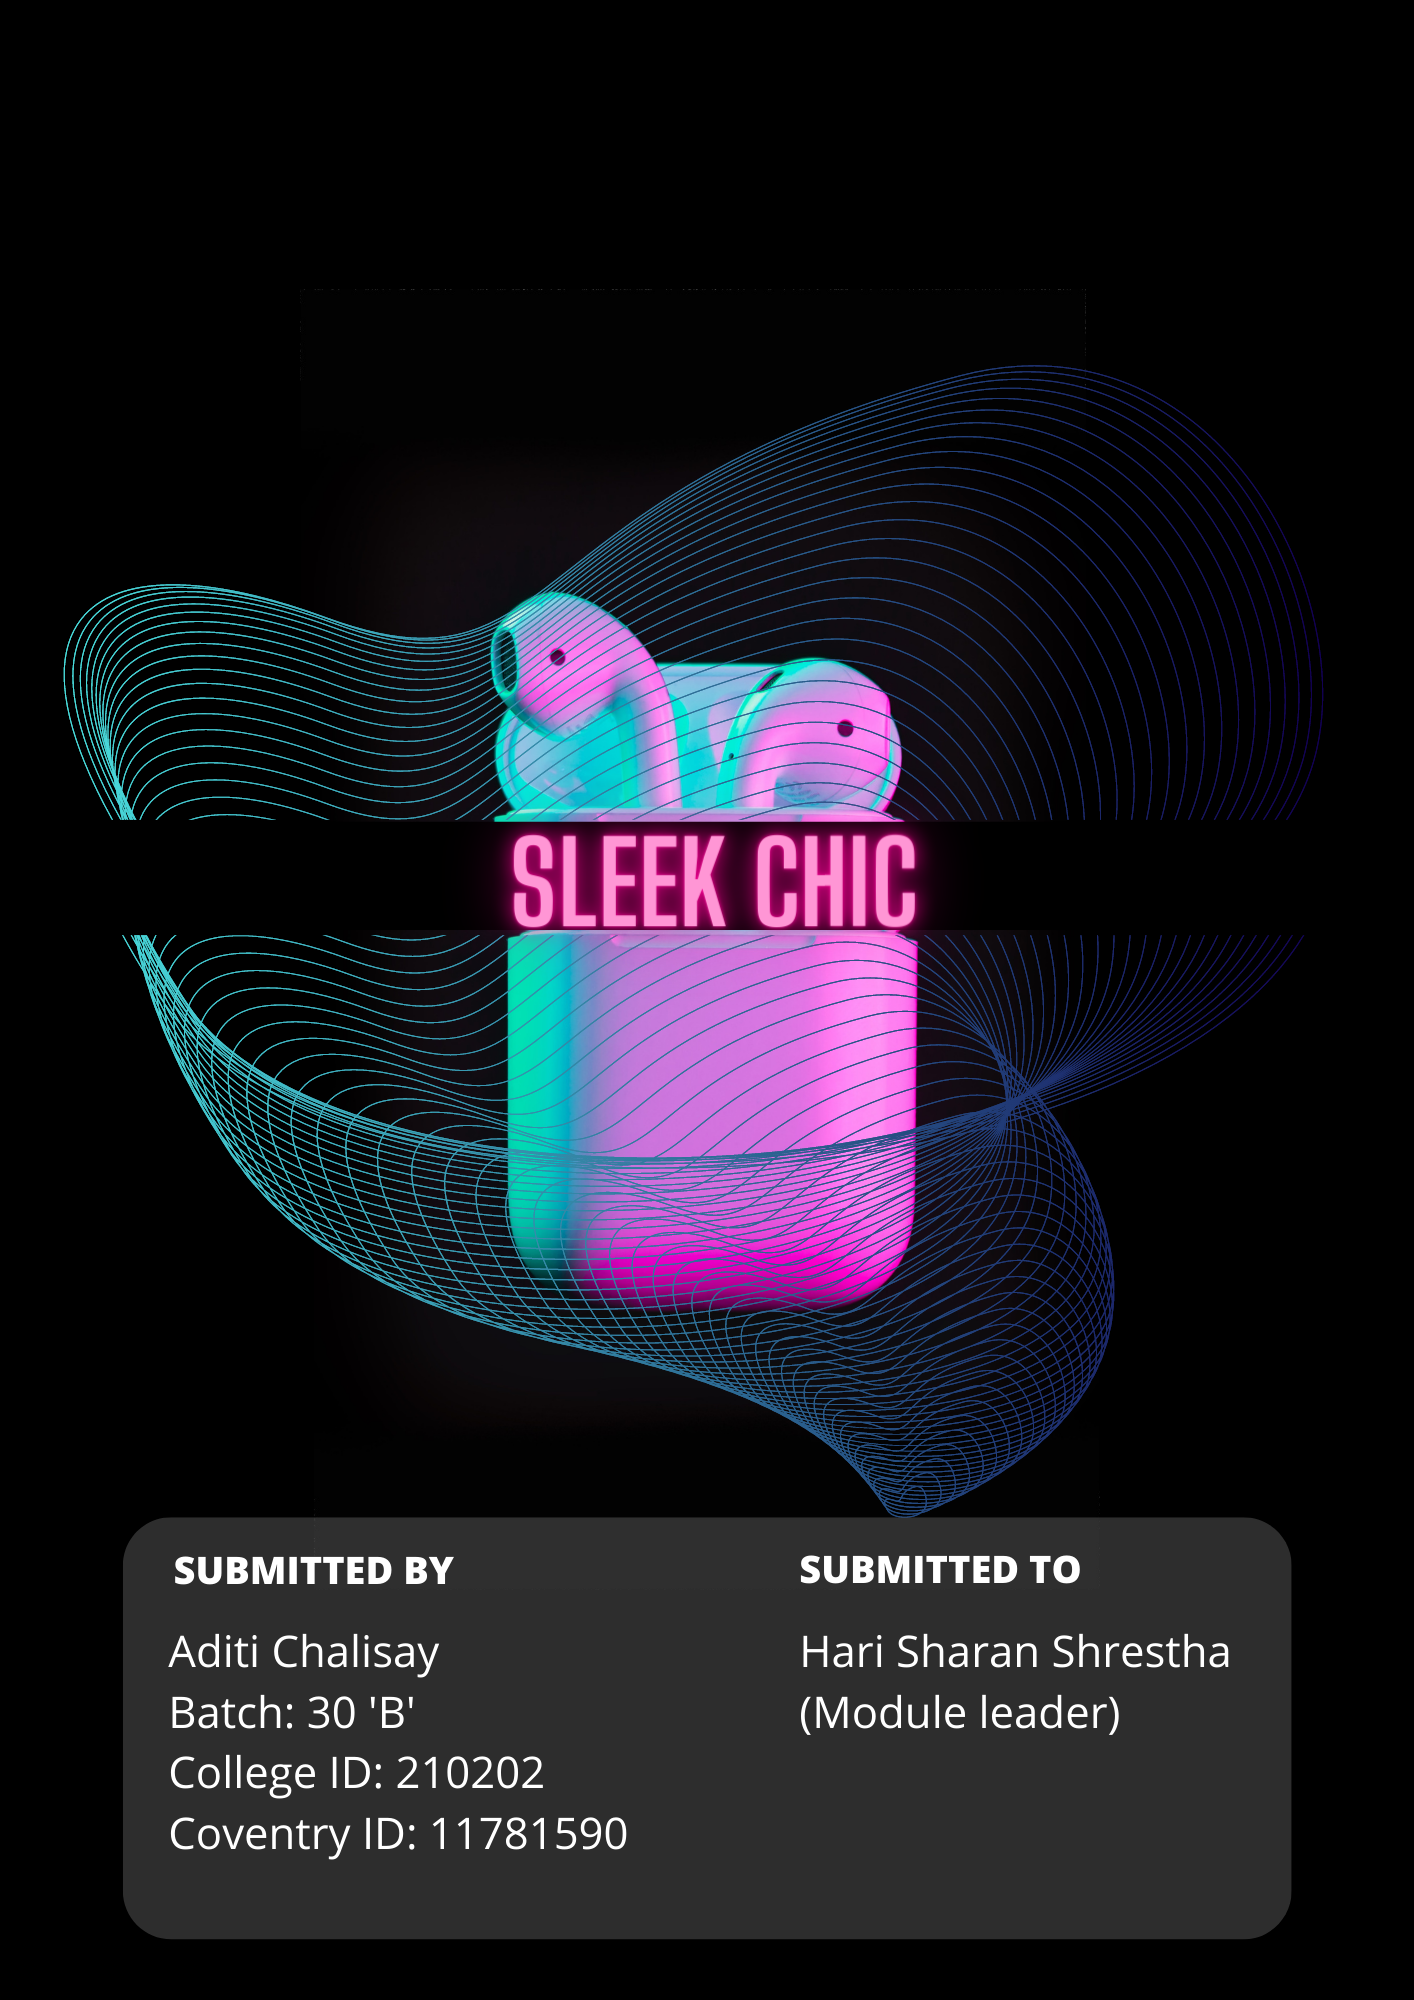 SLEEK CHIC
SUBMITTED BY
Aditi Chalisay
Batch: 30 'B'
College ID: 210202
Coventry ID: 11781590
SUBMITTED TO
Hari Sharan Shrestha
(Module leader)